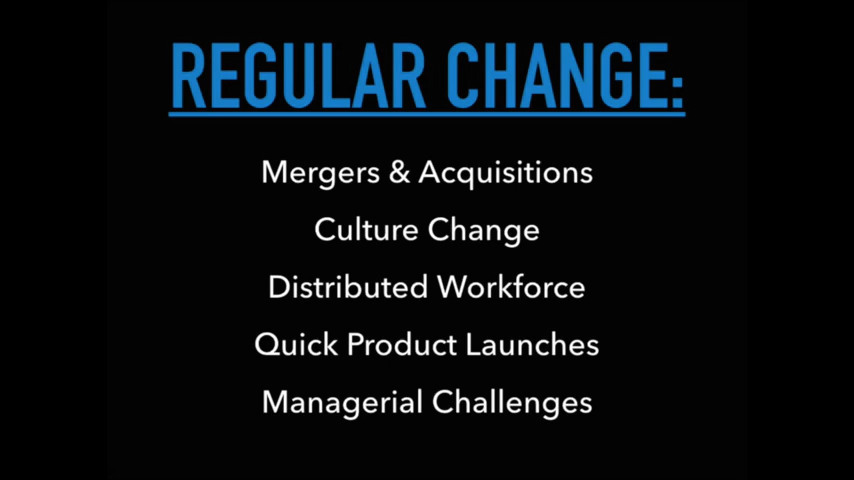 REGULAR CHANGE:
Mergers & Acquisitions
Culture Change
Distributed Workforce
Quick Product Launches
Managerial Challenges